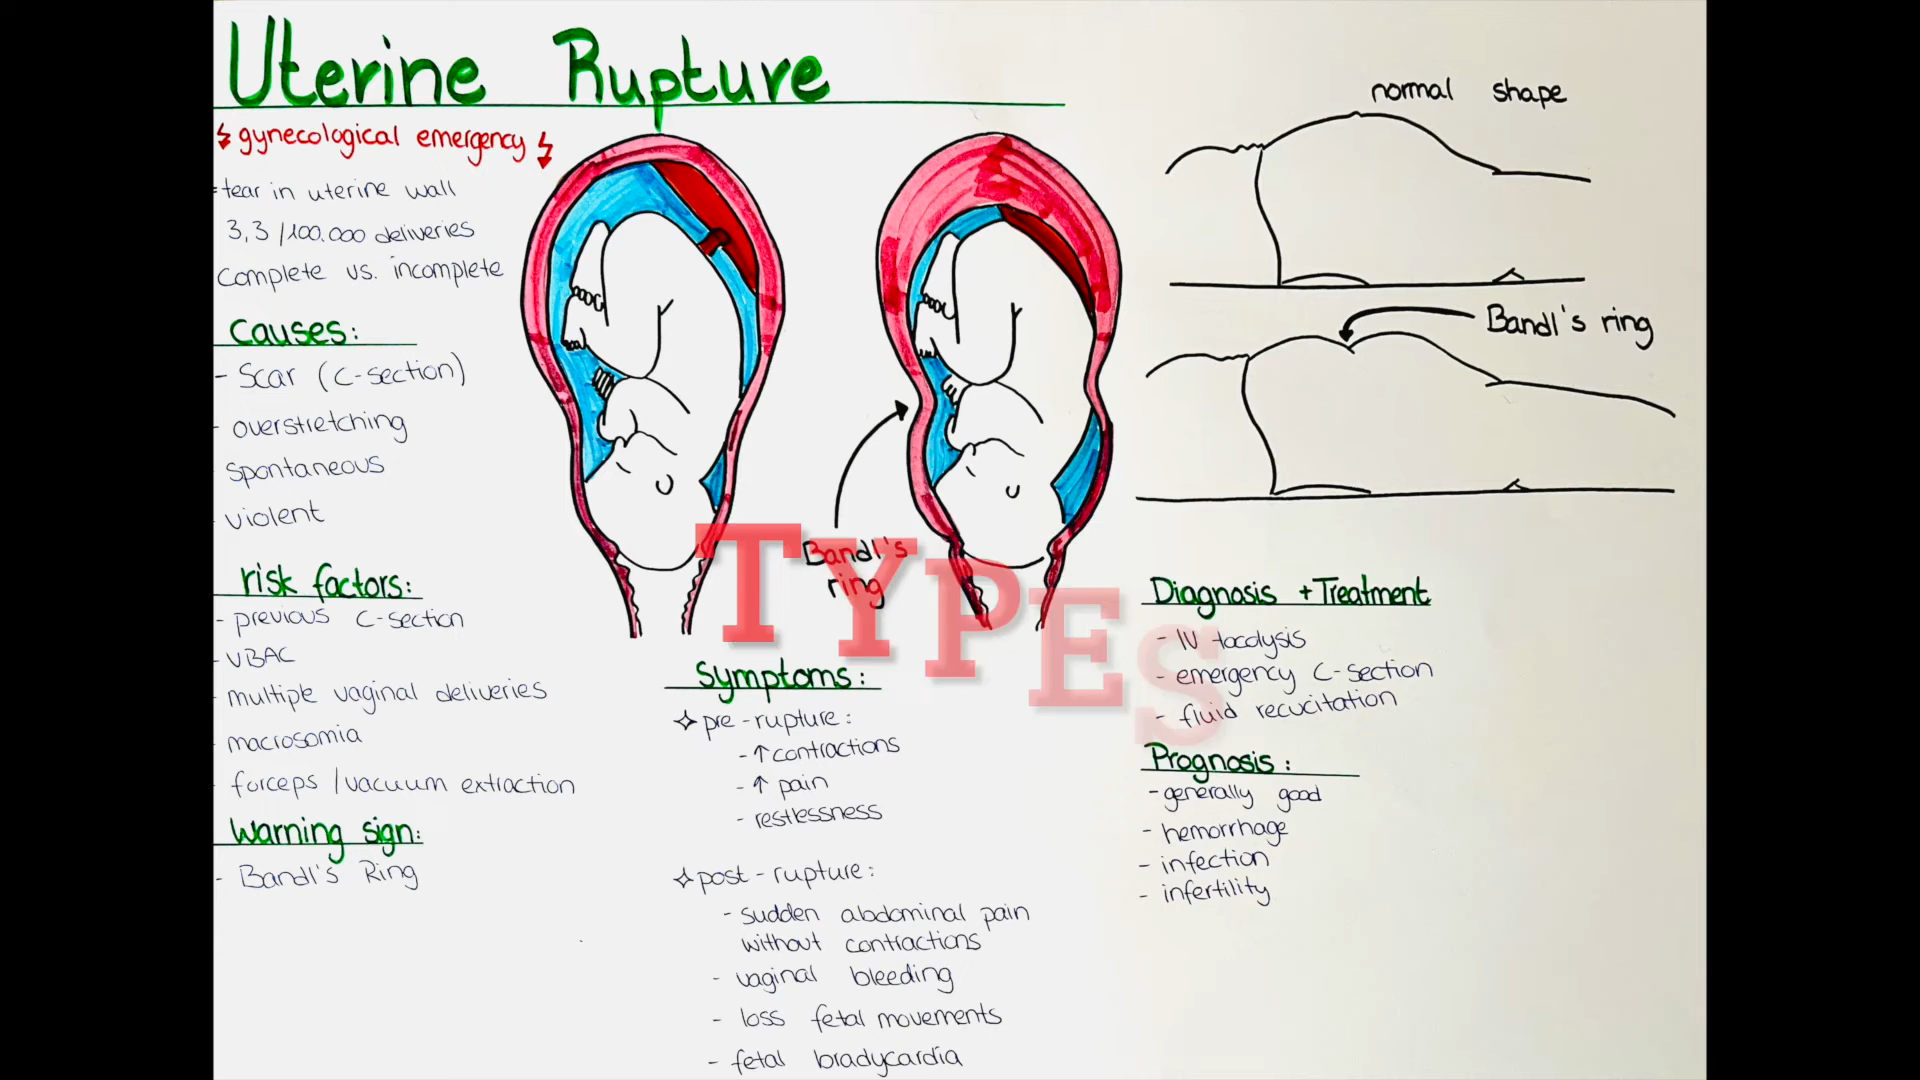 Uterine Rupture
gynecological emergency
= tear in uterine wall
3,3 /100.000 deliveries
Complete vs. incomplete
Causes:
- Scar (C-section)
- overstretching
- spontaneous
- violent
risk factors:
- previous C-section
- VBAC
- multiple vaginal deliveries
- macrosomia
- forceps /vacuum extraction
Warning sign:
- Bandl's Ring
Bandl's
ring
TYPES
Symptoms:
pre-rupture:
- ↑ contractions
- ↑ pain
- restlessness
post-rupture:
- sudden abdominal pain
without contractions
- vaginal bleeding
- loss fetal movements
- fetal bradycardia
normal shape
Bandl's ring
Diagnosis + Treatment
- IV tocolysis
- emergency C-section
- fluid recucitation
Prognosis:
- generally good
- hemorrhage
- infection
- infertility